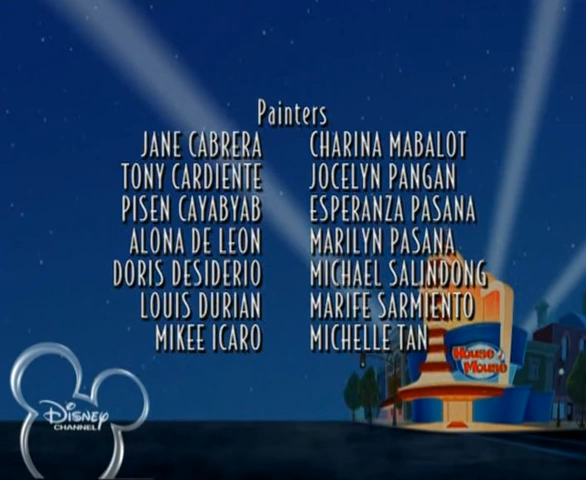 Painters
JANE CABRERA CHARINA MABALOT
TONY CARDIENTE JOCELYN PANGAN
PISEN CAYABYAB ESPERANZA PASANA
ALONA DE LEON MARILYN PASANA
DORIS DESIDERIO MICHAEL SALINDONG
LOUIS DURIAN MARIFE SARMIENTO
MIKEE ICARO MICHELLE TAN
House of
Mouse
DISNEY
CHANNEL